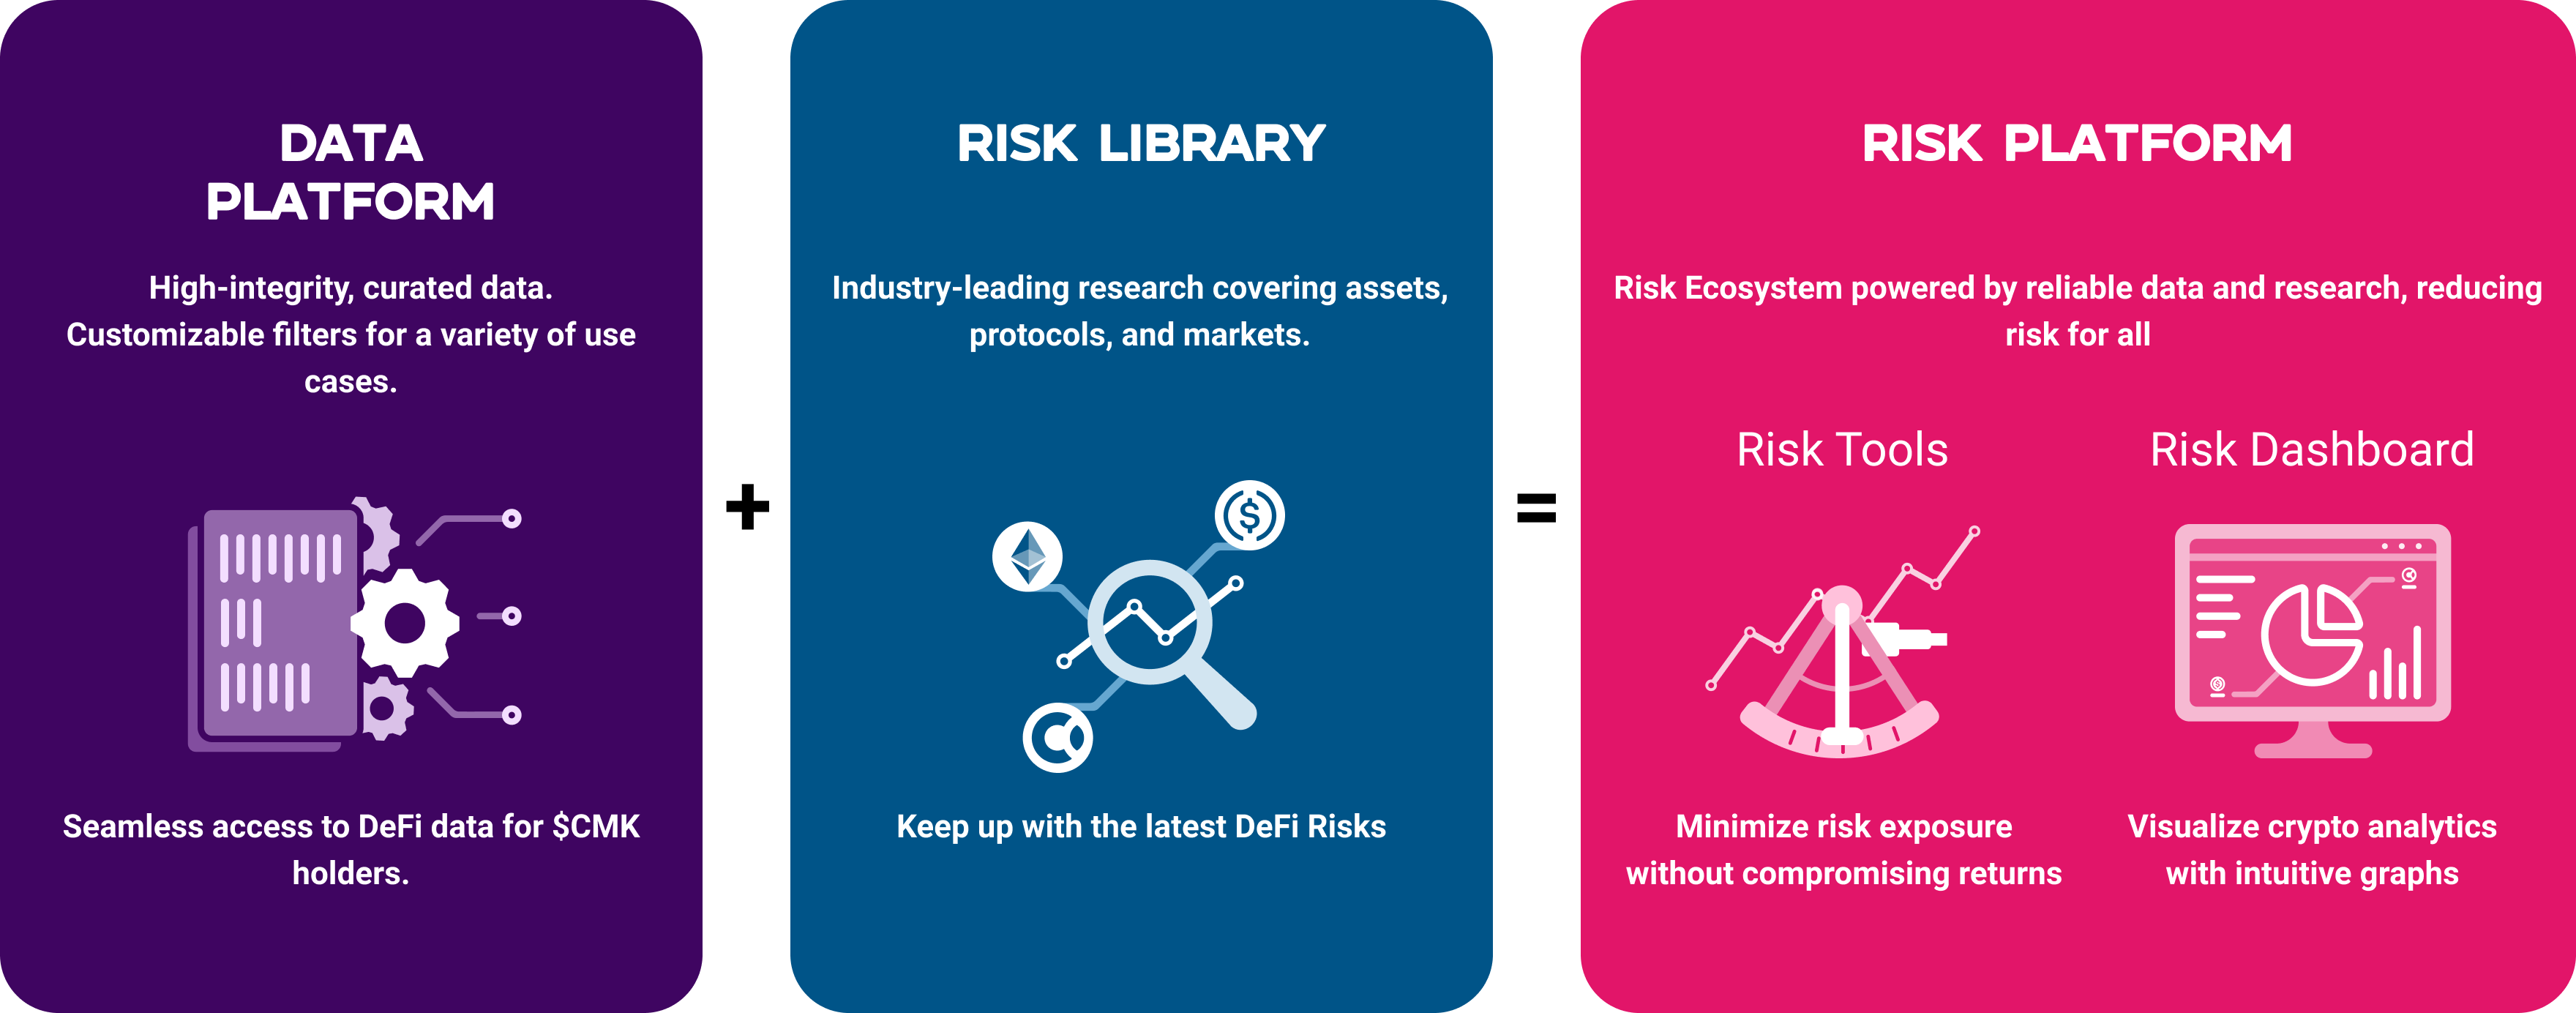 DATA
PLATFORM
High-integrity, curated data.
Customizable filters for a variety of use
cases.
Seamless access to DeFi data for $CMK
holders.
+
RISK LIBRARY
Industry-leading research covering assets,
protocols, and markets.
$
Keep up with the latest DeFi Risks
=
RISK PLATFORM
Risk Ecosystem powered by reliable data and research, reducing
risk for all
Risk Tools
Minimize risk exposure
without compromising returns
Risk Dashboard
Visualize crypto analytics
with intuitive graphs